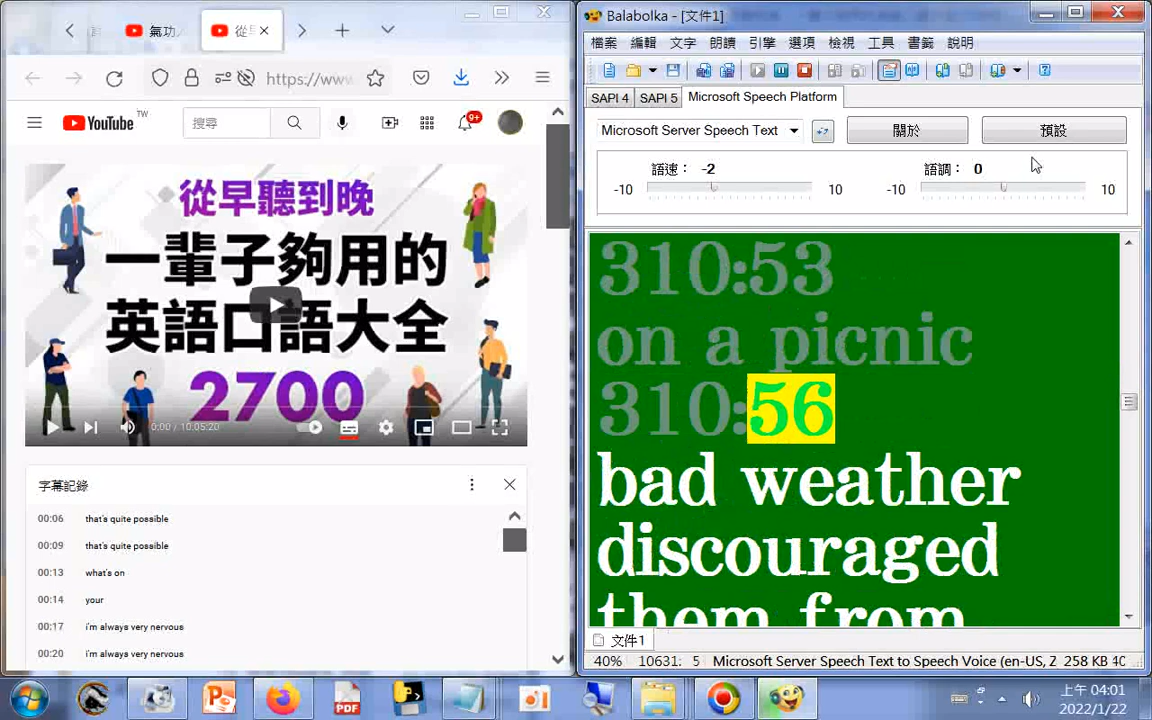 氣功
從
https://www
YouTube TW
搜尋
9+
從早聽到晚
一輩子夠用的
英語口語大全
2700
0:00 / 10:05:20
字幕記錄
00:06 that's quite possible
00:09 that's quite possible
00:13 what's on
00:14 your
00:17 i'm always very nervous
00:20 i'm always very nervous
Balabolka - [文件1]
檔案 編輯 文字 朗讀 引擎 選項 檢視 工具 書籤 說明
SAPI 4 SAPI 5 Microsoft Speech Platform
Microsoft Server Speech Text 關於 預設
語速： -2 語調： 0
-10 10 -10 10
310:53
on a picnic
310:56
bad weather
discouraged
them from
文件1
40% 10631: 5 Microsoft Server Speech Text to Speech Voice (en-US, Z 258 KB 4C
PDF
上午 04:01
2022/1/22